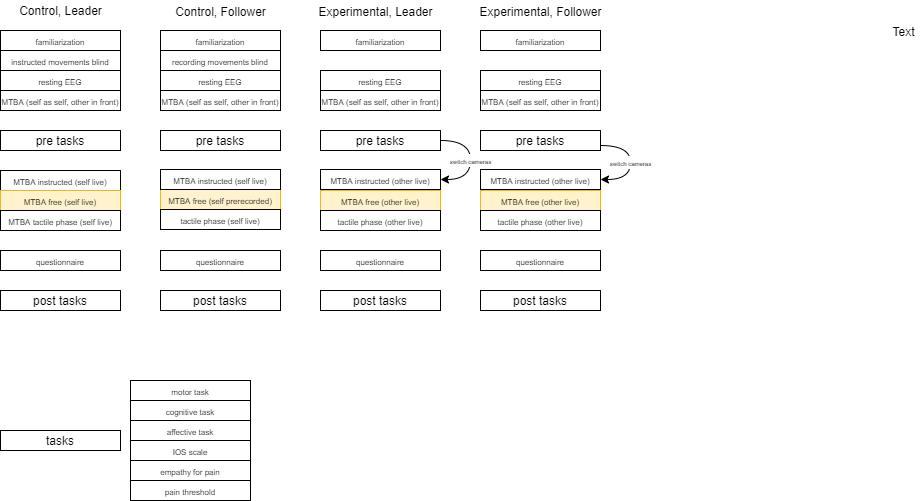 Control, Leader
familiarization
instructed movements blind
resting EEG
MTBA (self as self, other in front)
pre tasks
MTBA instructed (self live)
MTBA free (self live)
MTBA tactile phase (self live)
questionnaire
post tasks
Control, Follower
familiarization
recording movements blind
resting EEG
MTBA (self as self, other in front)
pre tasks
MTBA instructed (self live)
MTBA free (self prerecorded)
tactile phase (self live)
questionnaire
post tasks
Experimental, Leader
familiarization
resting EEG
MTBA (self as self, other in front)
pre tasks
switch cameras
MTBA instructed (other live)
MTBA free (other live)
tactile phase (other live)
questionnaire
post tasks
Experimental, Follower
familiarization
resting EEG
MTBA (self as self, other in front)
pre tasks
switch cameras
MTBA instructed (other live)
MTBA free (other live)
tactile phase (other live)
questionnaire
post tasks
Text
tasks
motor task
cognitive task
affective task
IOS scale
empathy for pain
pain threshold